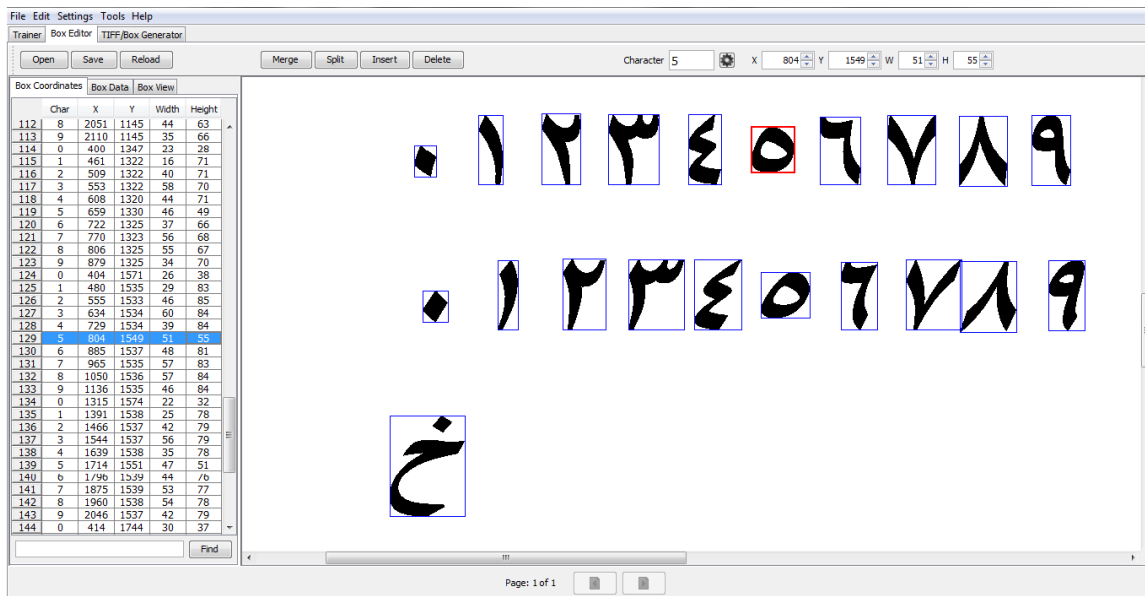 File Edit Settings Tools Help
Trainer Box Editor TIFF/Box Generator
Open Save Reload Merge Split Insert Delete Character 5 X 804 Y 1549 W 51 H 55
Box Coordinates Box Data Box View
Char X Y Width Height
112 8 2051 1145 44 63
113 9 2110 1145 35 66
114 0 400 1347 23 28
115 1 461 1322 16 71
116 2 509 1322 40 71
117 3 553 1322 58 70
118 4 608 1320 44 71
119 5 659 1330 46 49
120 6 722 1325 37 66
121 7 770 1323 56 68
122 8 806 1325 55 67
123 9 879 1325 34 70
124 0 404 1571 26 38
125 1 480 1535 29 83
126 2 555 1533 46 85
127 3 634 1534 60 84
128 4 729 1534 39 84
129 5 804 1549 51 55
130 6 885 1537 48 81
131 7 965 1535 57 83
132 8 1050 1536 57 84
133 9 1136 1535 46 84
134 0 1315 1574 22 32
135 1 1391 1538 25 78
136 2 1466 1537 42 79
137 3 1544 1537 56 79
138 4 1639 1538 35 78
139 5 1714 1551 47 51
140 6 1796 1539 44 76
141 7 1875 1539 53 77
142 8 1960 1538 54 78
143 9 2046 1537 42 79
144 0 414 1744 30 37
Find
٠ ١ ٢ ٣ ٤ ٥ ٦ ٧ ٨ ٩
٠ ١ ٢ ٣ ٤ ٥ ٦ ٧ ٨ ٩
خ
Page: 1 of 1